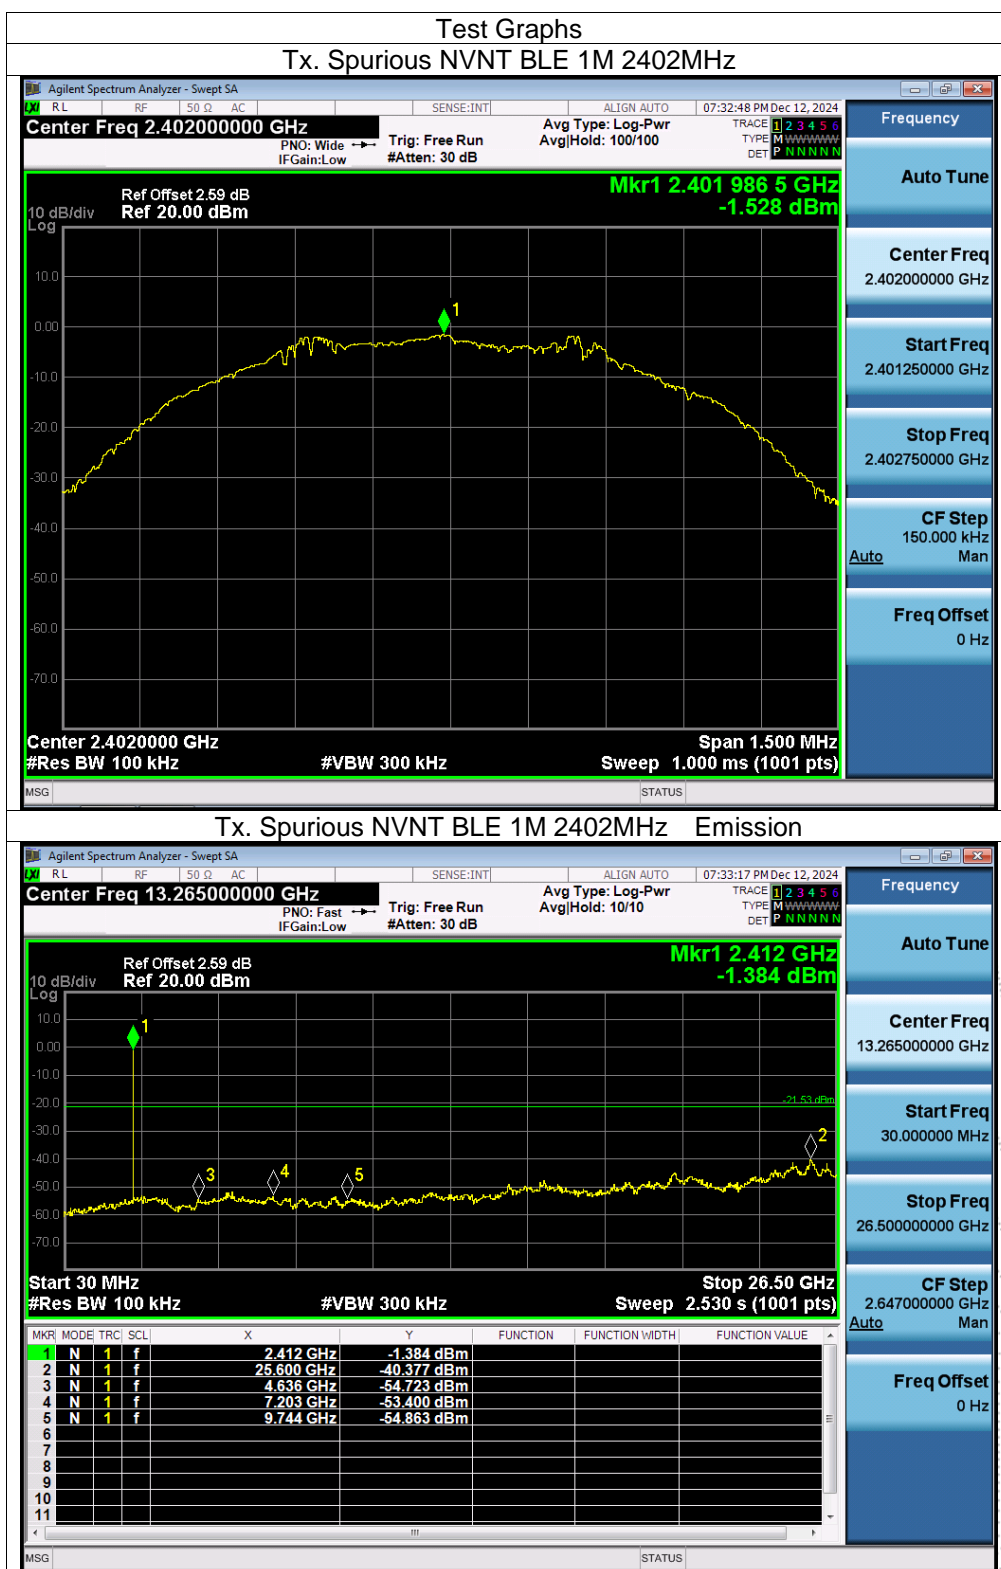 Test Graphs
Tx. Spurious NVNT BLE 1M 2402MHz
Agilent Spectrum Analyzer - Swept SA
LXI RL RF 50 Ω AC SENSE:INT ALIGN AUTO 07:32:48 PM Dec 12, 2024
Center Freq 2.402000000 GHz
PNO: Wide
IFGain:Low
Trig: Free Run
#Atten: 30 dB
Avg Type: Log-Pwr
Avg|Hold: 100/100
TRACE 1 2 3 4 5 6
TYPE M WWWWW
DET P N N N N N
Ref Offset 2.59 dB
10 dB/div Ref 20.00 dBm
Log
Mkr1 2.401 986 5 GHz
-1.528 dBm
1
10.0
0.00
-10.0
-20.0
-30.0
-40.0
-50.0
-60.0
-70.0
Center 2.4020000 GHz Span 1.500 MHz
#Res BW 100 kHz #VBW 300 kHz Sweep 1.000 ms (1001 pts)
MSG STATUS
Frequency
Auto Tune
Center Freq
2.402000000 GHz
Start Freq
2.401250000 GHz
Stop Freq
2.402750000 GHz
CF Step
150.000 kHz
Auto Man
Freq Offset
0 Hz
Tx. Spurious NVNT BLE 1M 2402MHz Emission
Agilent Spectrum Analyzer - Swept SA
LXI RL RF 50 Ω AC SENSE:INT ALIGN AUTO 07:33:17 PM Dec 12, 2024
Center Freq 13.265000000 GHz
PNO: Fast
IFGain:Low
Trig: Free Run
#Atten: 30 dB
Avg Type: Log-Pwr
Avg|Hold: 10/10
TRACE 1 2 3 4 5 6
TYPE M WWWWW
DET P N N N N N
Ref Offset 2.59 dB
10 dB/div Ref 20.00 dBm
Log
Mkr1 2.412 GHz
-1.384 dBm
10.0
0.00
-10.0
-20.0
-30.0
-40.0
-50.0
-60.0
-70.0
1
-21.53 dBm
2
3
4
5
Start 30 MHz Stop 26.50 GHz
#Res BW 100 kHz #VBW 300 kHz Sweep 2.530 s (1001 pts)
MKR MODE TRC SCL X Y FUNCTION FUNCTION WIDTH FUNCTION VALUE
1 N 1 f 2.412 GHz -1.384 dBm
2 N 1 f 25.600 GHz -40.377 dBm
3 N 1 f 4.636 GHz -54.723 dBm
4 N 1 f 7.203 GHz -53.400 dBm
5 N 1 f 9.744 GHz -54.863 dBm
6
7
8
9
10
11
MSG STATUS
Frequency
Auto Tune
Center Freq
13.265000000 GHz
Start Freq
30.000000 MHz
Stop Freq
26.500000000 GHz
CF Step
2.647000000 GHz
Auto Man
Freq Offset
0 Hz